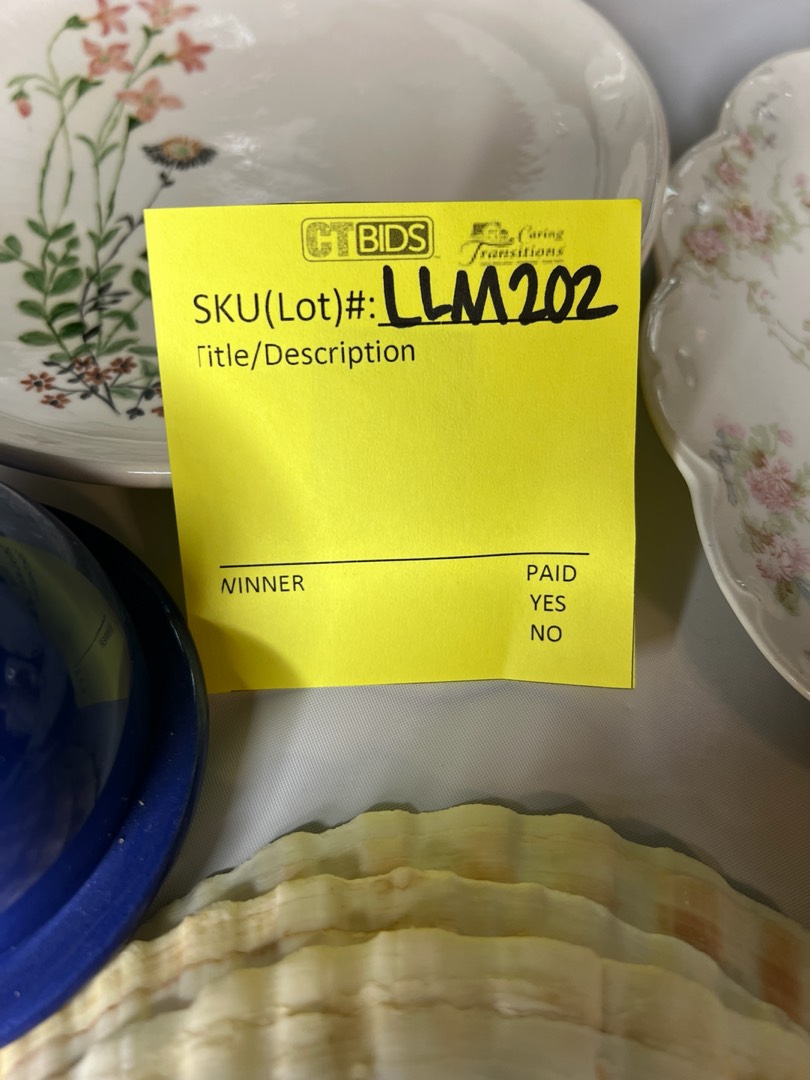 CTBIDS Caring Transitions
SKU(Lot)#: LLM202
Title/Description
WINNER PAID
YES
NO